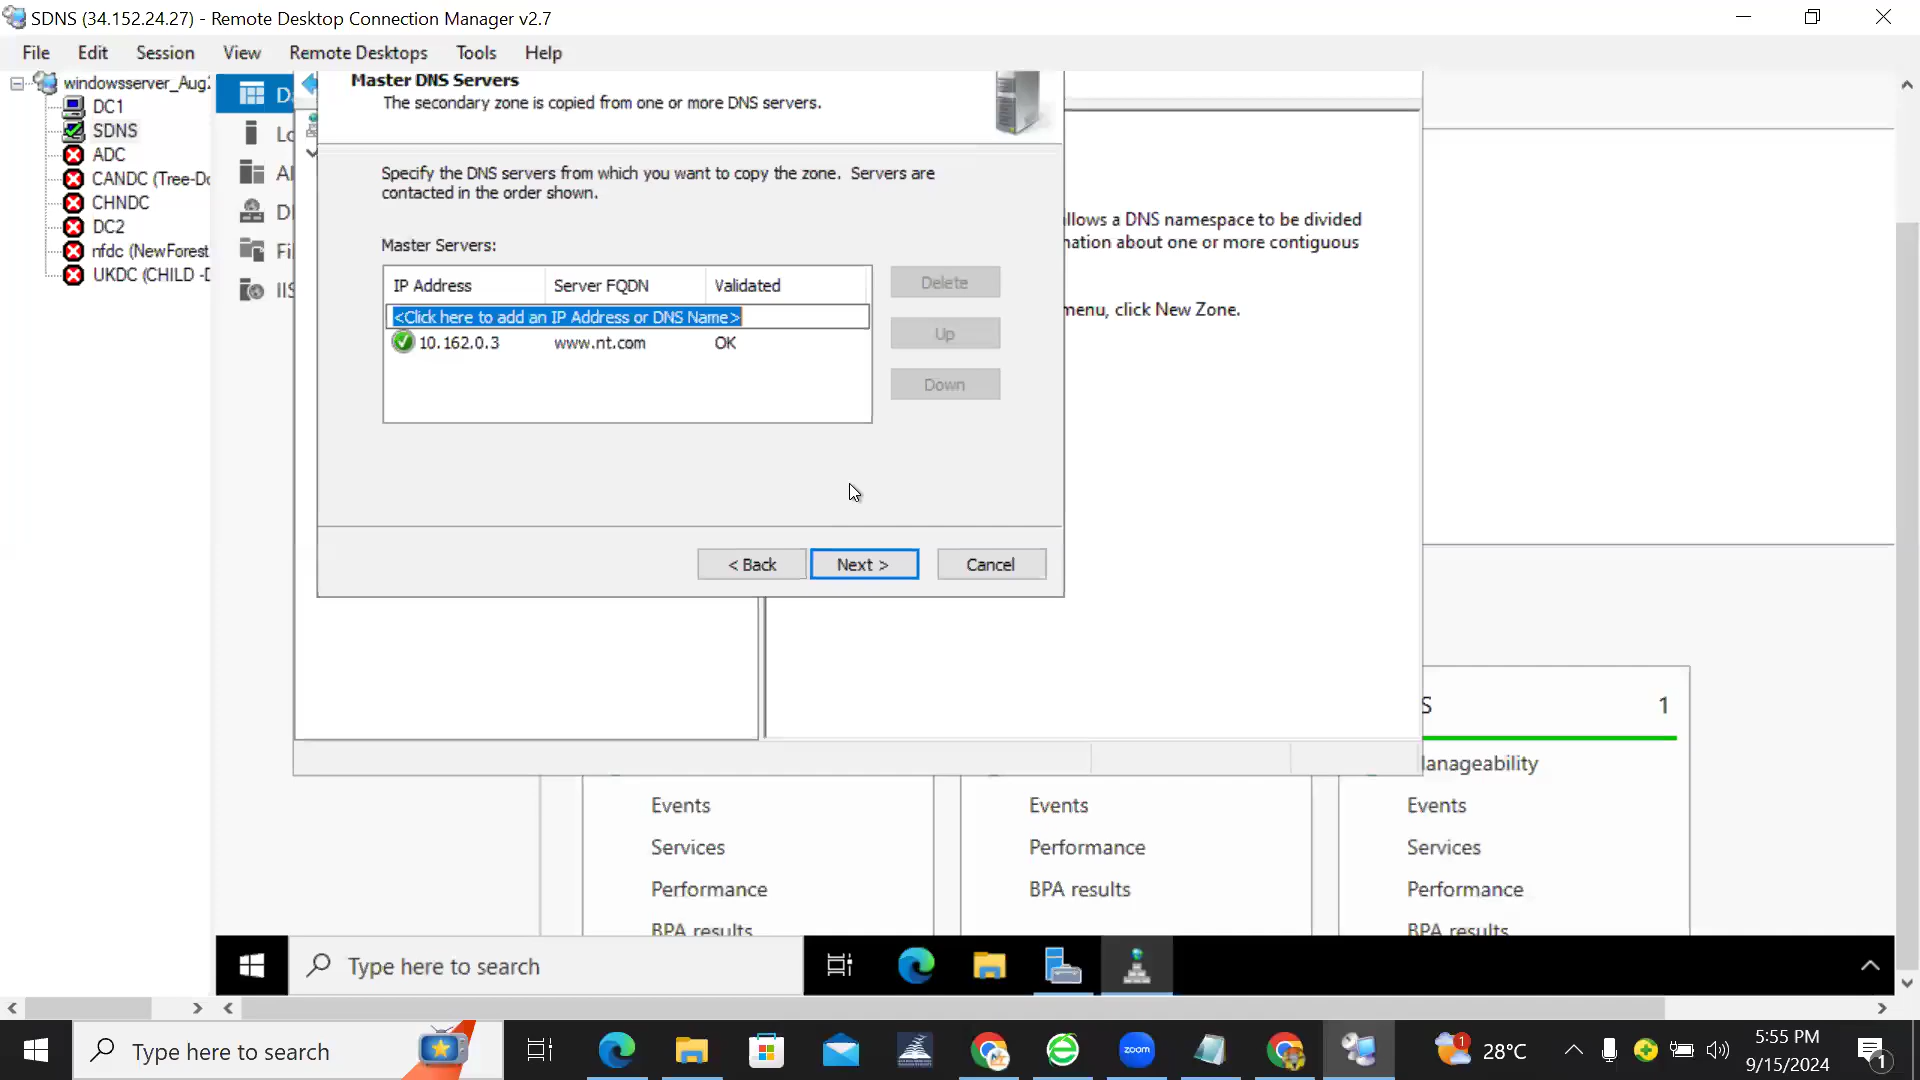 SDNS (34.152.24.27) - Remote Desktop Connection Manager v2.7
File Edit Session View Remote Desktops Tools Help
windowsserver_Aug2
DC1
SDNS
ADC
CANDC (Tree-Do
CHNDC
DC2
nfdc (NewForest
UKDC (CHILD -D
Master DNS Servers
The secondary zone is copied from one or more DNS servers.
Specify the DNS servers from which you want to copy the zone. Servers are
contacted in the order shown.
Master Servers:
IP Address Server FQDN Validated
<Click here to add an IP Address or DNS Name>
10.162.0.3 www.nt.com OK
Delete
Up
Down
< Back Next > Cancel
llows a DNS namespace to be divided
nation about one or more contiguous
menu, click New Zone.
S 1
Manageability
Events Events Events
Services Performance Services
Performance BPA results Performance
BPA results BPA results
Type here to search
Type here to search
zoom
1
28°C
5:55 PM
9/15/2024
1